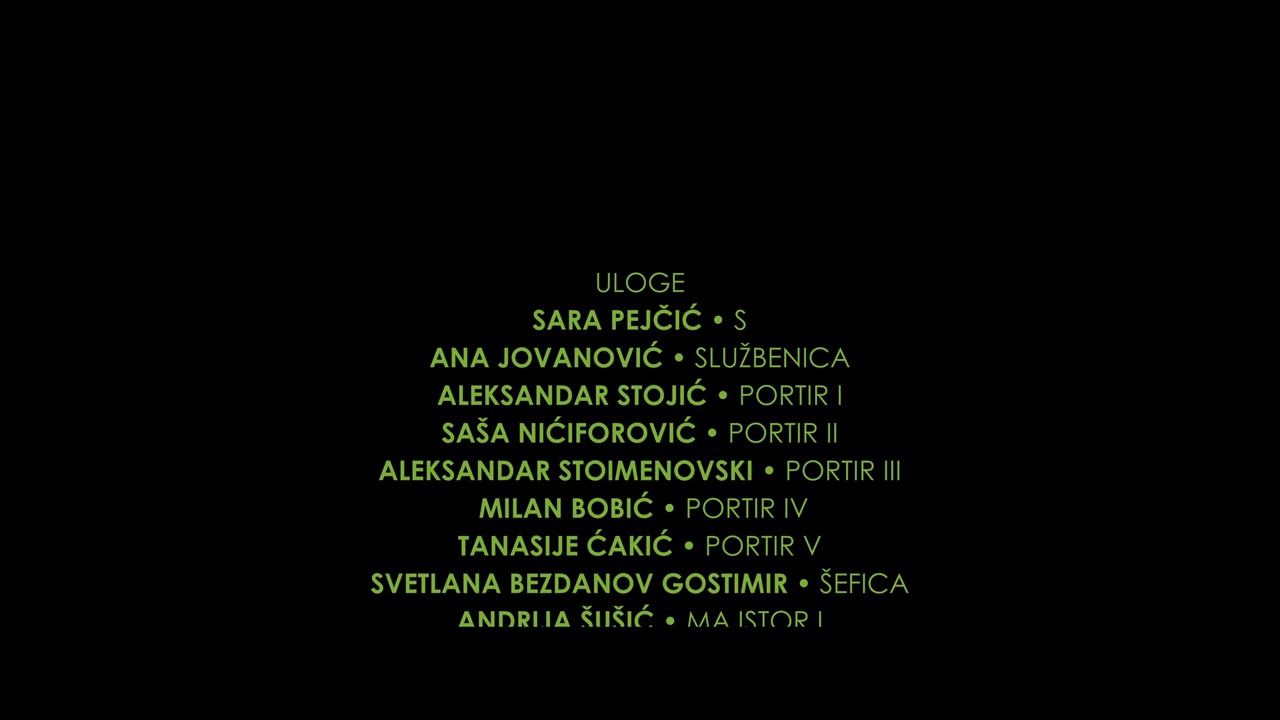 ULOGE
SARA PEJČIĆ • S
ANA JOVANOVIĆ • SLUŽBENICA
ALEKSANDAR STOJIĆ • PORTIR I
SAŠA NIĆIFOROVIĆ • PORTIR II
ALEKSANDAR STOIMENOVSKI • PORTIR III
MILAN BOBIĆ • PORTIR IV
TANASIJE ĆAKIĆ • PORTIR V
SVETLANA BEZDANOV GOSTIMIR • ŠEFICA
ANDRIJA ŠUŠIĆ • MAJSTOR I